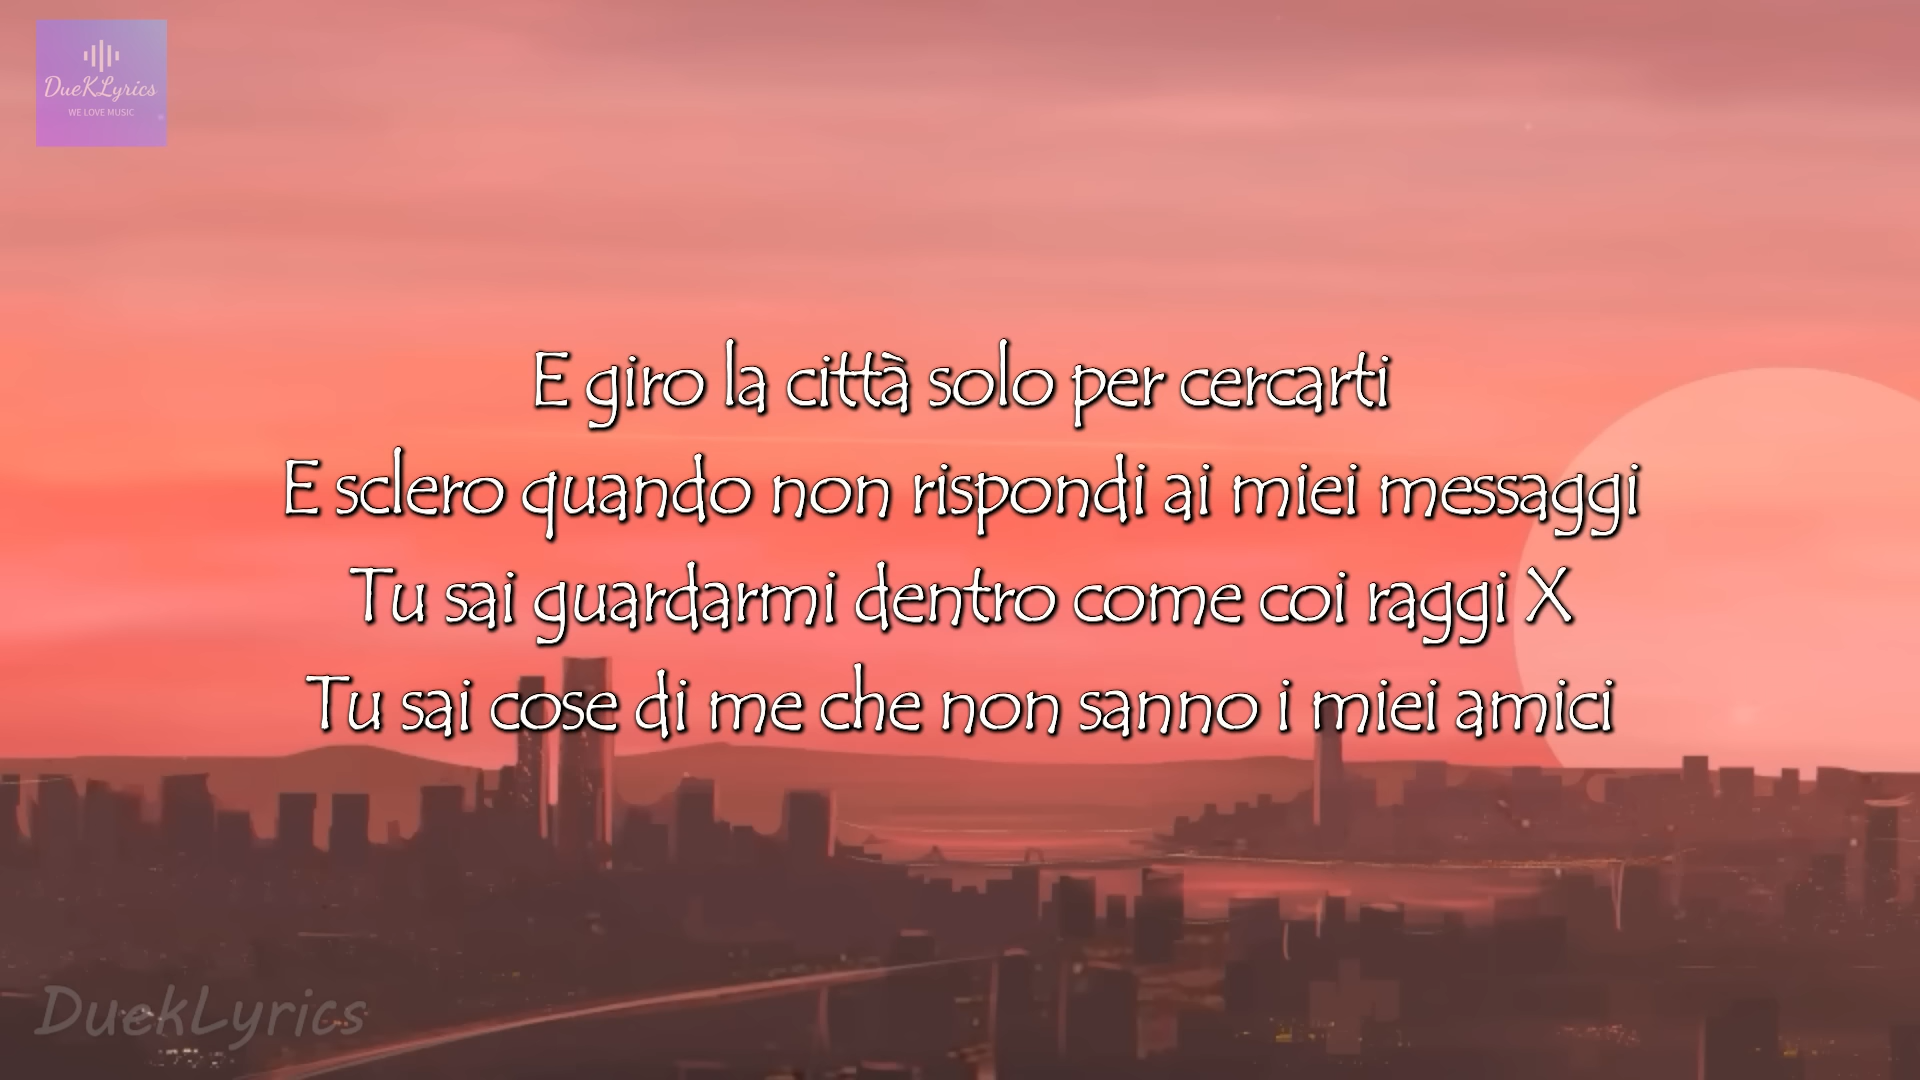 DueKLyrics
WE LOVE MUSIC
E giro la città solo per cercarti
E sclero quando non rispondi ai miei messaggi
Tu sai guardarmi dentro come coi raggi X
Tu sai cose di me che non sanno i miei amici
DuekLyrics